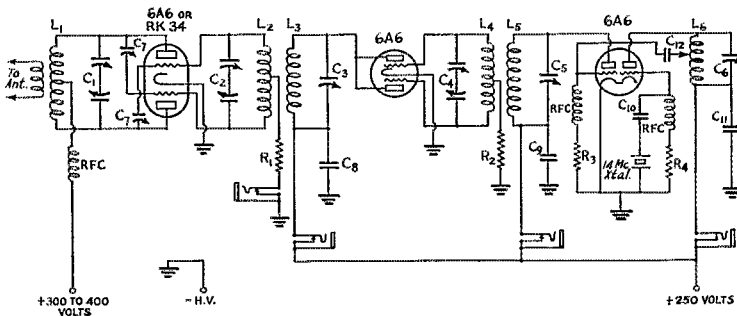 6A6 OR
RK 34
L1
L2
L3
6A6
L4
L5
6A6
L6
C7
C12
To
Ant.
C1
C2
C3
C4
C5
C6
C7
RFC
C10
RFC
C11
RFC
R1
C8
R2
C9
R3
14 Mc.
Xtal.
R4
+300 TO 400
VOLTS
- H.V.
+250 VOLTS